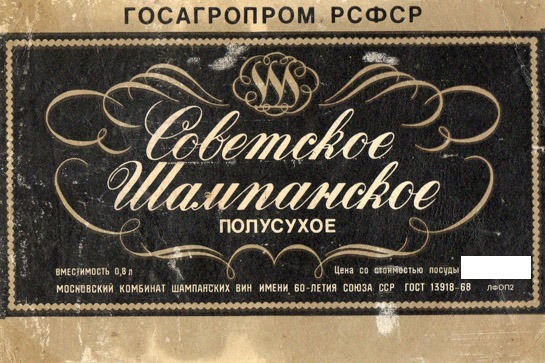 ГОСАГРОПРОМ РСФСР
Советское
Шампанское
ПОЛУСУХОЕ
ВМЕСТИМОСТЬ 0,8 л Цена со стоимостью посуды
МОСКОВСКИЙ КОМБИНАТ ШАМПАНСКИХ ВИН ИМЕНИ 60-ЛЕТИЯ СОЮЗА ССР ГОСТ 13918-68 ЛФОП2